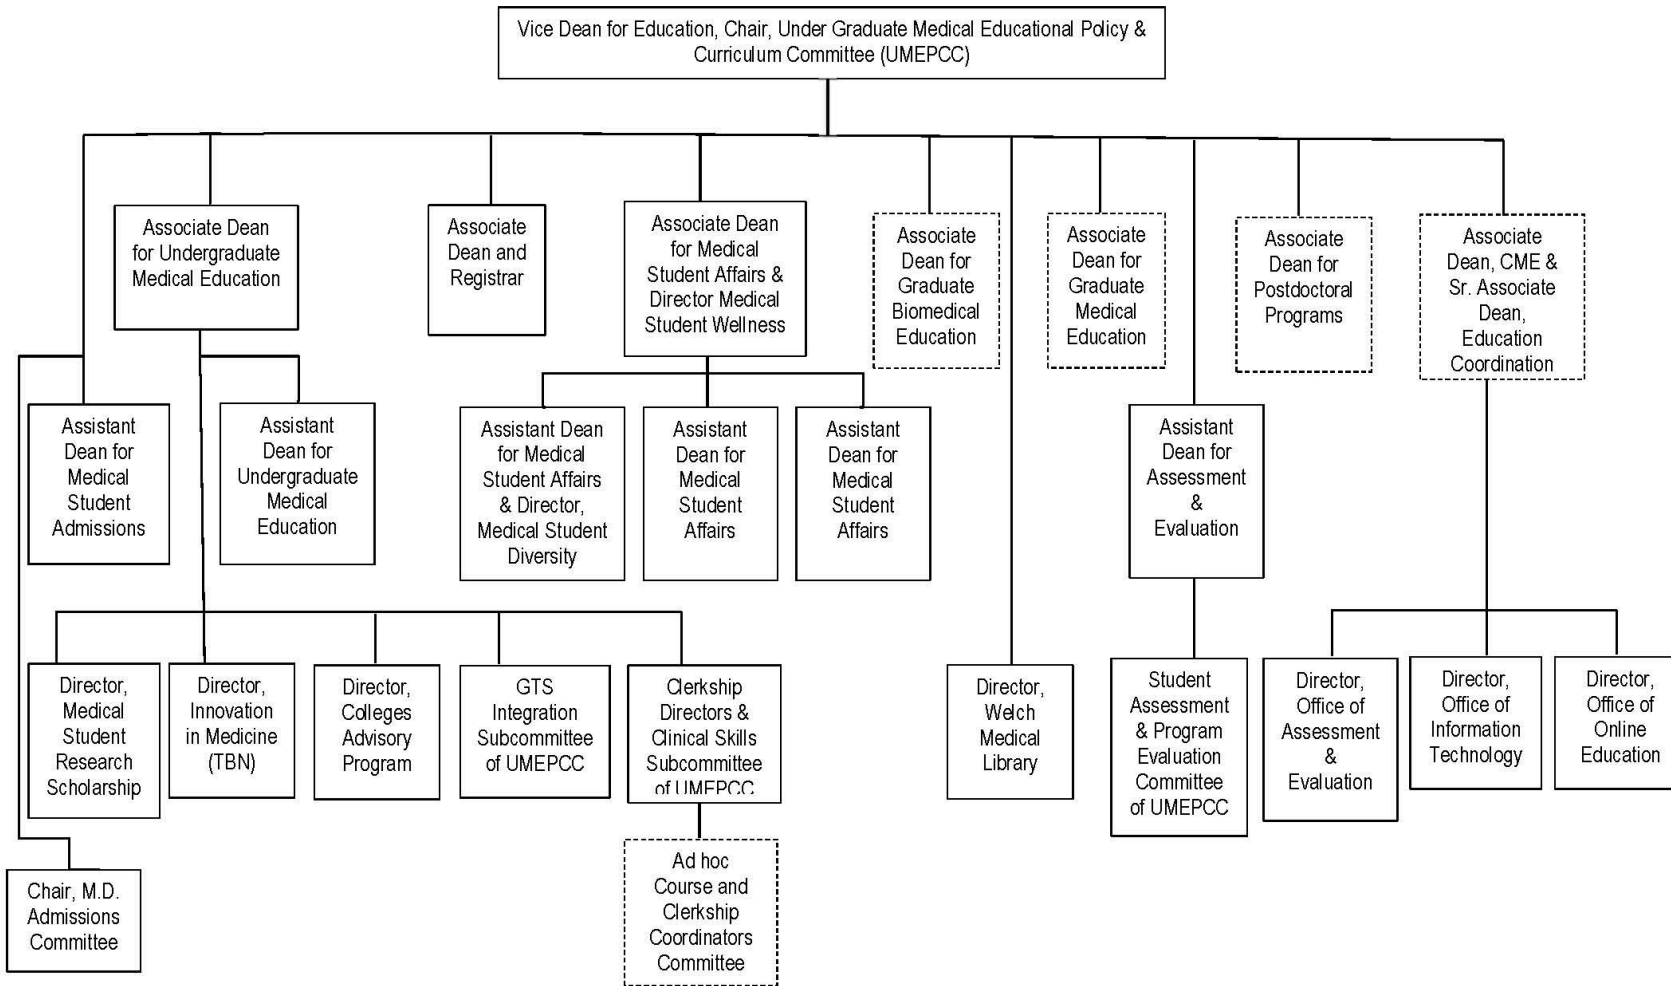 Vice Dean for Education, Chair, Under Graduate Medical Educational Policy &
Curriculum Committee (UMEPCC)
Associate Dean
for Undergraduate
Medical Education
Associate
Dean and
Registrar
Associate Dean
for Medical
Student Affairs &
Director Medical
Student Wellness
Associate
Dean for
Graduate
Biomedical
Education
Associate
Dean for
Graduate
Medical
Education
Associate
Dean for
Postdoctoral
Programs
Associate
Dean, CME &
Sr. Associate
Dean,
Education
Coordination
Assistant
Dean for
Medical
Student
Admissions
Assistant
Dean for
Undergraduate
Medical
Education
Assistant Dean
for Medical
Student Affairs
& Director,
Medical Student
Diversity
Assistant
Dean for
Medical
Student
Affairs
Assistant
Dean for
Medical
Student
Affairs
Assistant
Dean for
Assessment
&
Evaluation
Director,
Medical
Student
Research
Scholarship
Director,
Innovation
in Medicine
(TBN)
Director,
Colleges
Advisory
Program
GTS
Integration
Subcommittee
of UMEPCC
Clerkship
Directors &
Clinical Skills
Subcommittee
of UMEPCC
Director,
Welch
Medical
Library
Student
Assessment
& Program
Evaluation
Committee
of UMEPCC
Director,
Office of
Assessment
&
Evaluation
Director,
Office of
Information
Technology
Director,
Office of
Online
Education
Chair, M.D.
Admissions
Committee
Ad hoc
Course and
Clerkship
Coordinators
Committee